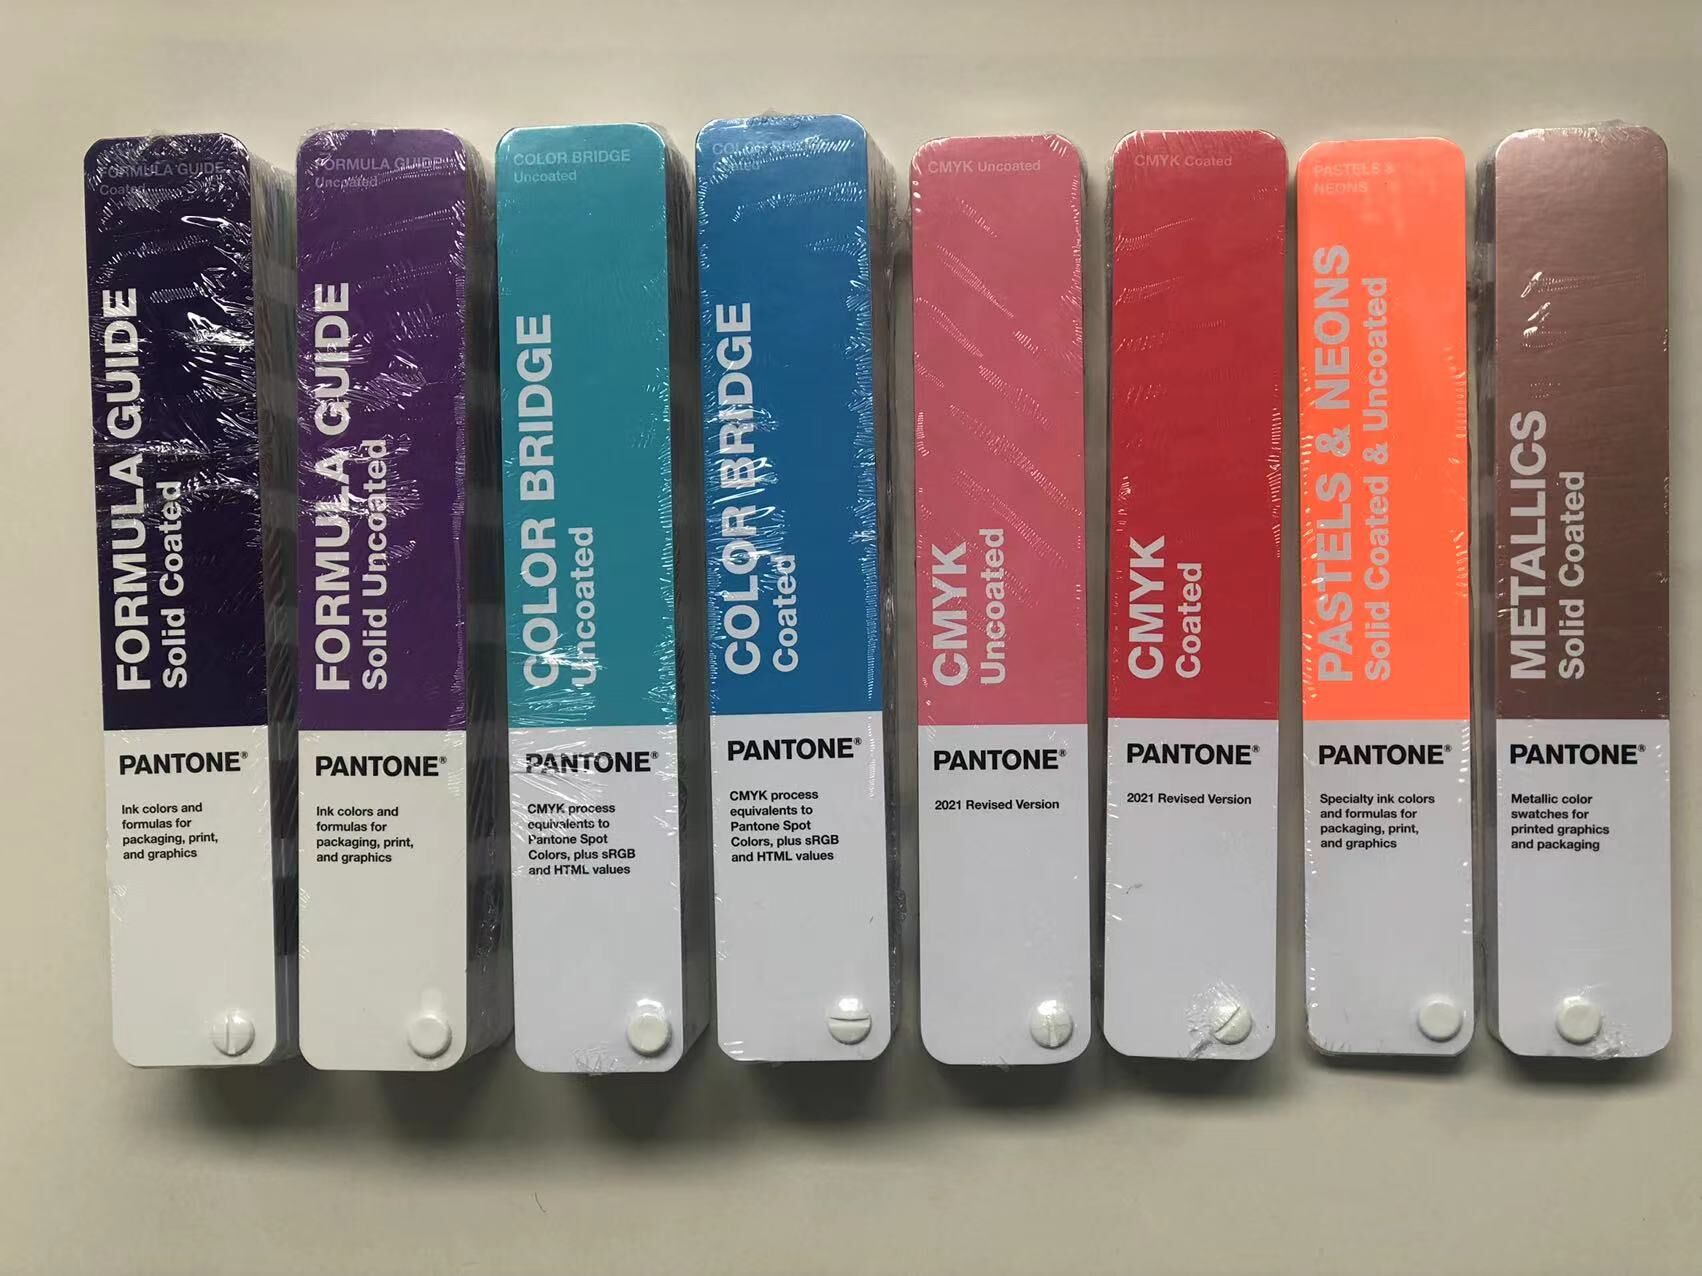 FORMULA GUIDE
Coated
FORMULA GUIDE
Solid Coated
PANTONE®
Ink colors and
formulas for
packaging, print,
and graphics
FORMULA GUIDE
Uncoated
FORMULA GUIDE
Solid Uncoated
PANTONE®
Ink colors and
formulas for
packaging, print,
and graphics
COLOR BRIDGE
Uncoated
COLOR BRIDGE
Uncoated
PANTONE®
CMYK process
equivalents to
Pantone Spot
Colors, plus sRGB
and HTML values
COLOR BRIDGE
Coated
COLOR BRIDGE
Coated
PANTONE®
CMYK process
equivalents to
Pantone Spot
Colors, plus sRGB
and HTML values
CMYK Uncoated
CMYK
Uncoated
PANTONE®
2021 Revised Version
CMYK Coated
CMYK
Coated
PANTONE®
2021 Revised Version
PASTELS &
NEONS
PASTELS & NEONS
Solid Coated & Uncoated
PANTONE®
Specialty ink colors
and formulas for
packaging, print,
and graphics
METALLICS
Solid Coated
PANTONE®
Metallic color
swatches for
printed graphics
and packaging